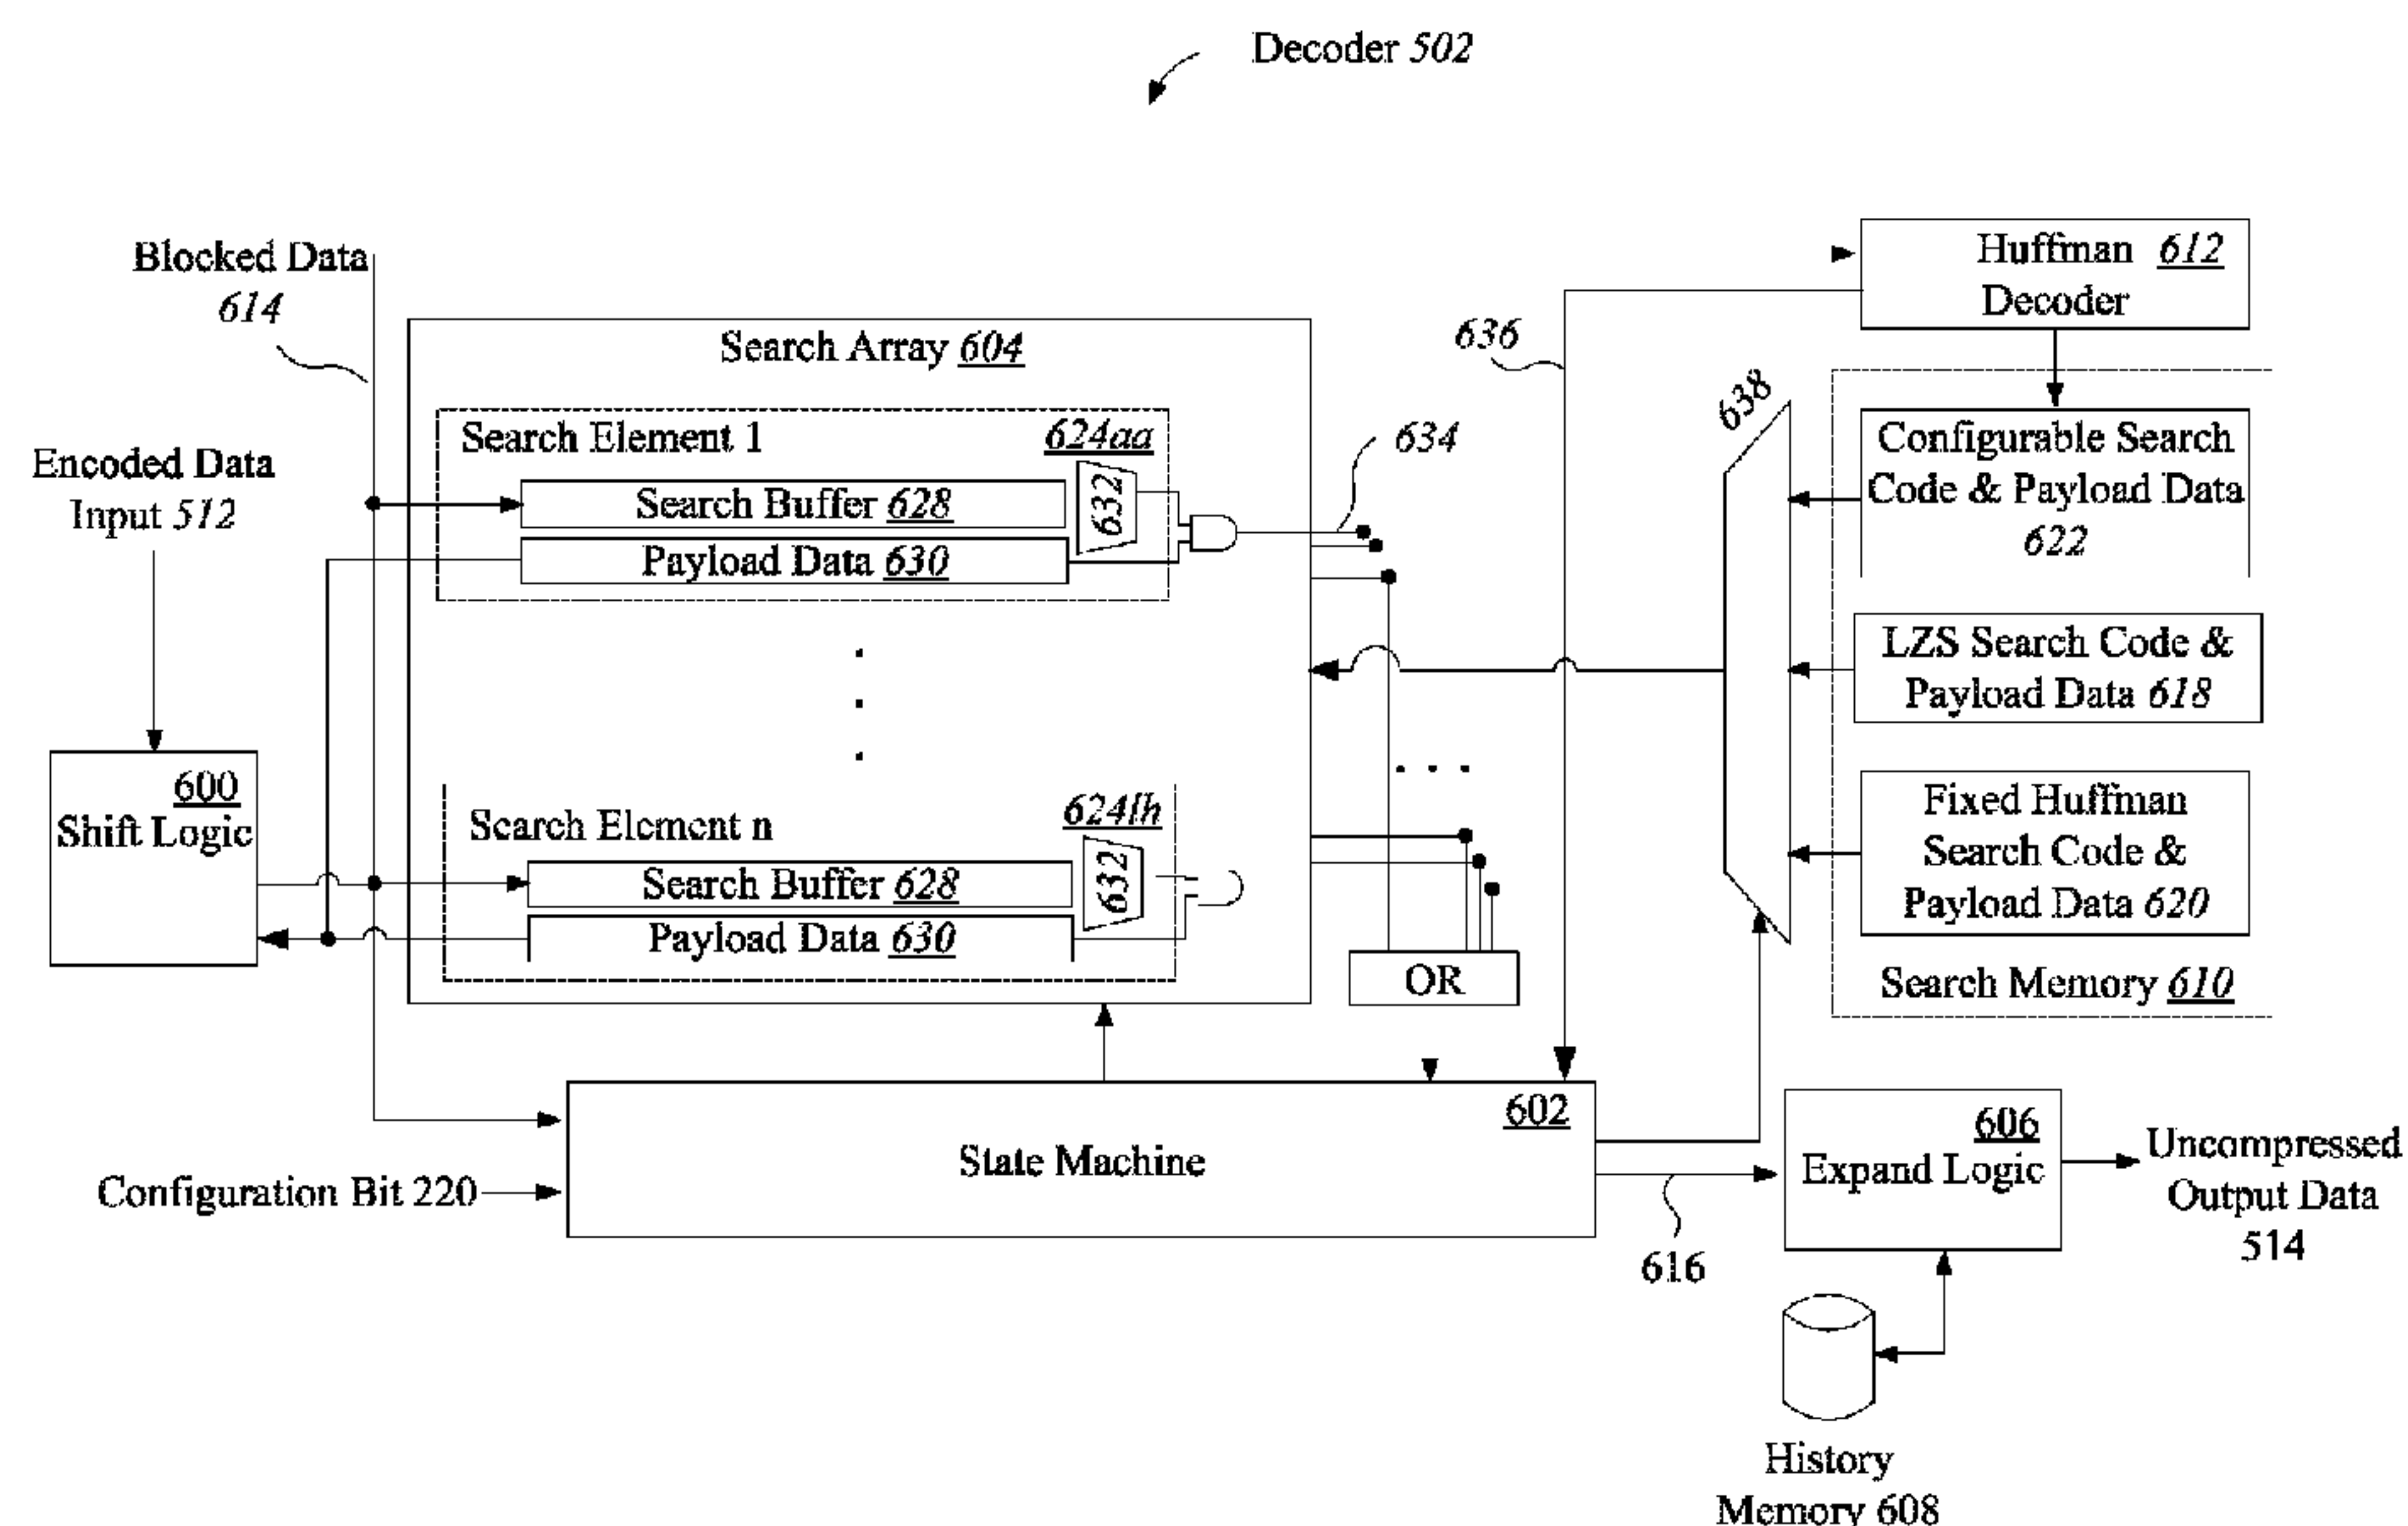 Decoder 502
Blocked Data
614
Huffman 612
Decoder
636
Search Array 604
638
Search Element 1
624aa
634
Configurable Search
Code & Payload Data
622
Encoded Data
Input 512
Search Buffer 628
632
Payload Data 630
LZS Search Code &
Payload Data 618
600
Shift Logic
Search Element n
624lh
Fixed Huffman
Search Code &
Payload Data 620
Search Buffer 628
632
Payload Data 630
OR
Search Memory 610
602
State Machine
Configuration Bit 220
606
Expand Logic
Uncompressed
Output Data
514
616
History
Memory 608